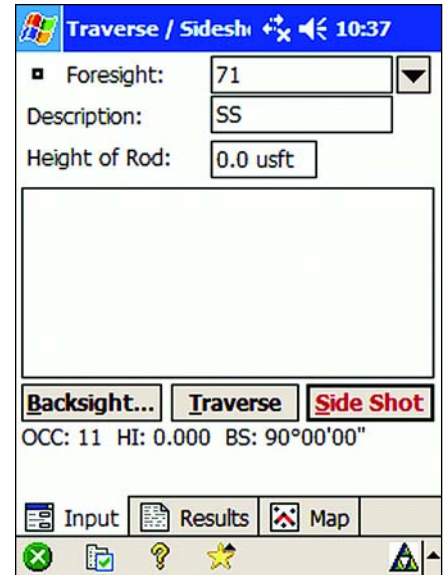 Traverse / Sidesh 10:37
Foresight: 71
Description: SS
Height of Rod: 0.0 usft
Backsight... Traverse Side Shot
OCC: 11 HI: 0.000 BS: 90°00'00"
Input Results Map